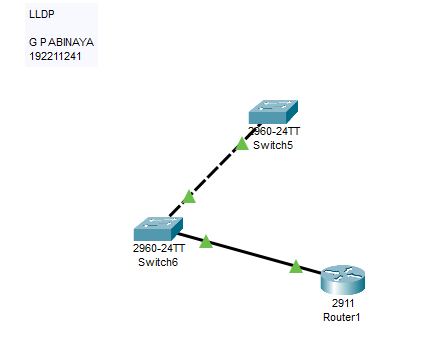 LLDP
G P ABINAYA
192211241
2960-24TT
Switch5
2960-24TT
Switch6
2911
Router1